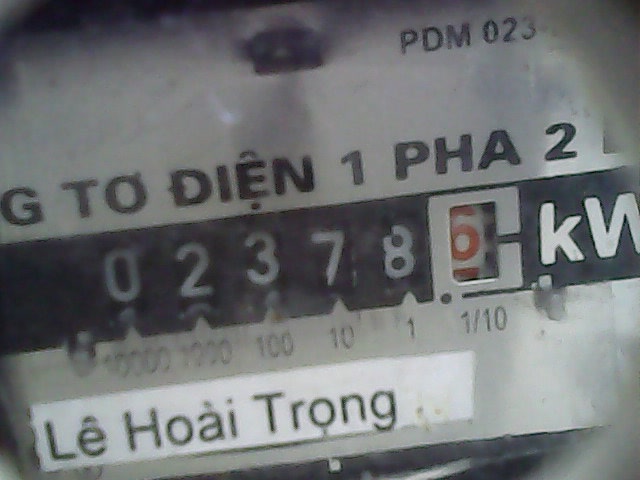 PDM 023
G TƠ ĐIỆN 1 PHA 2
0 2 3 7 8 6 kW
10000 1000 100 10 1 1/10
Lê Hoài Trọng